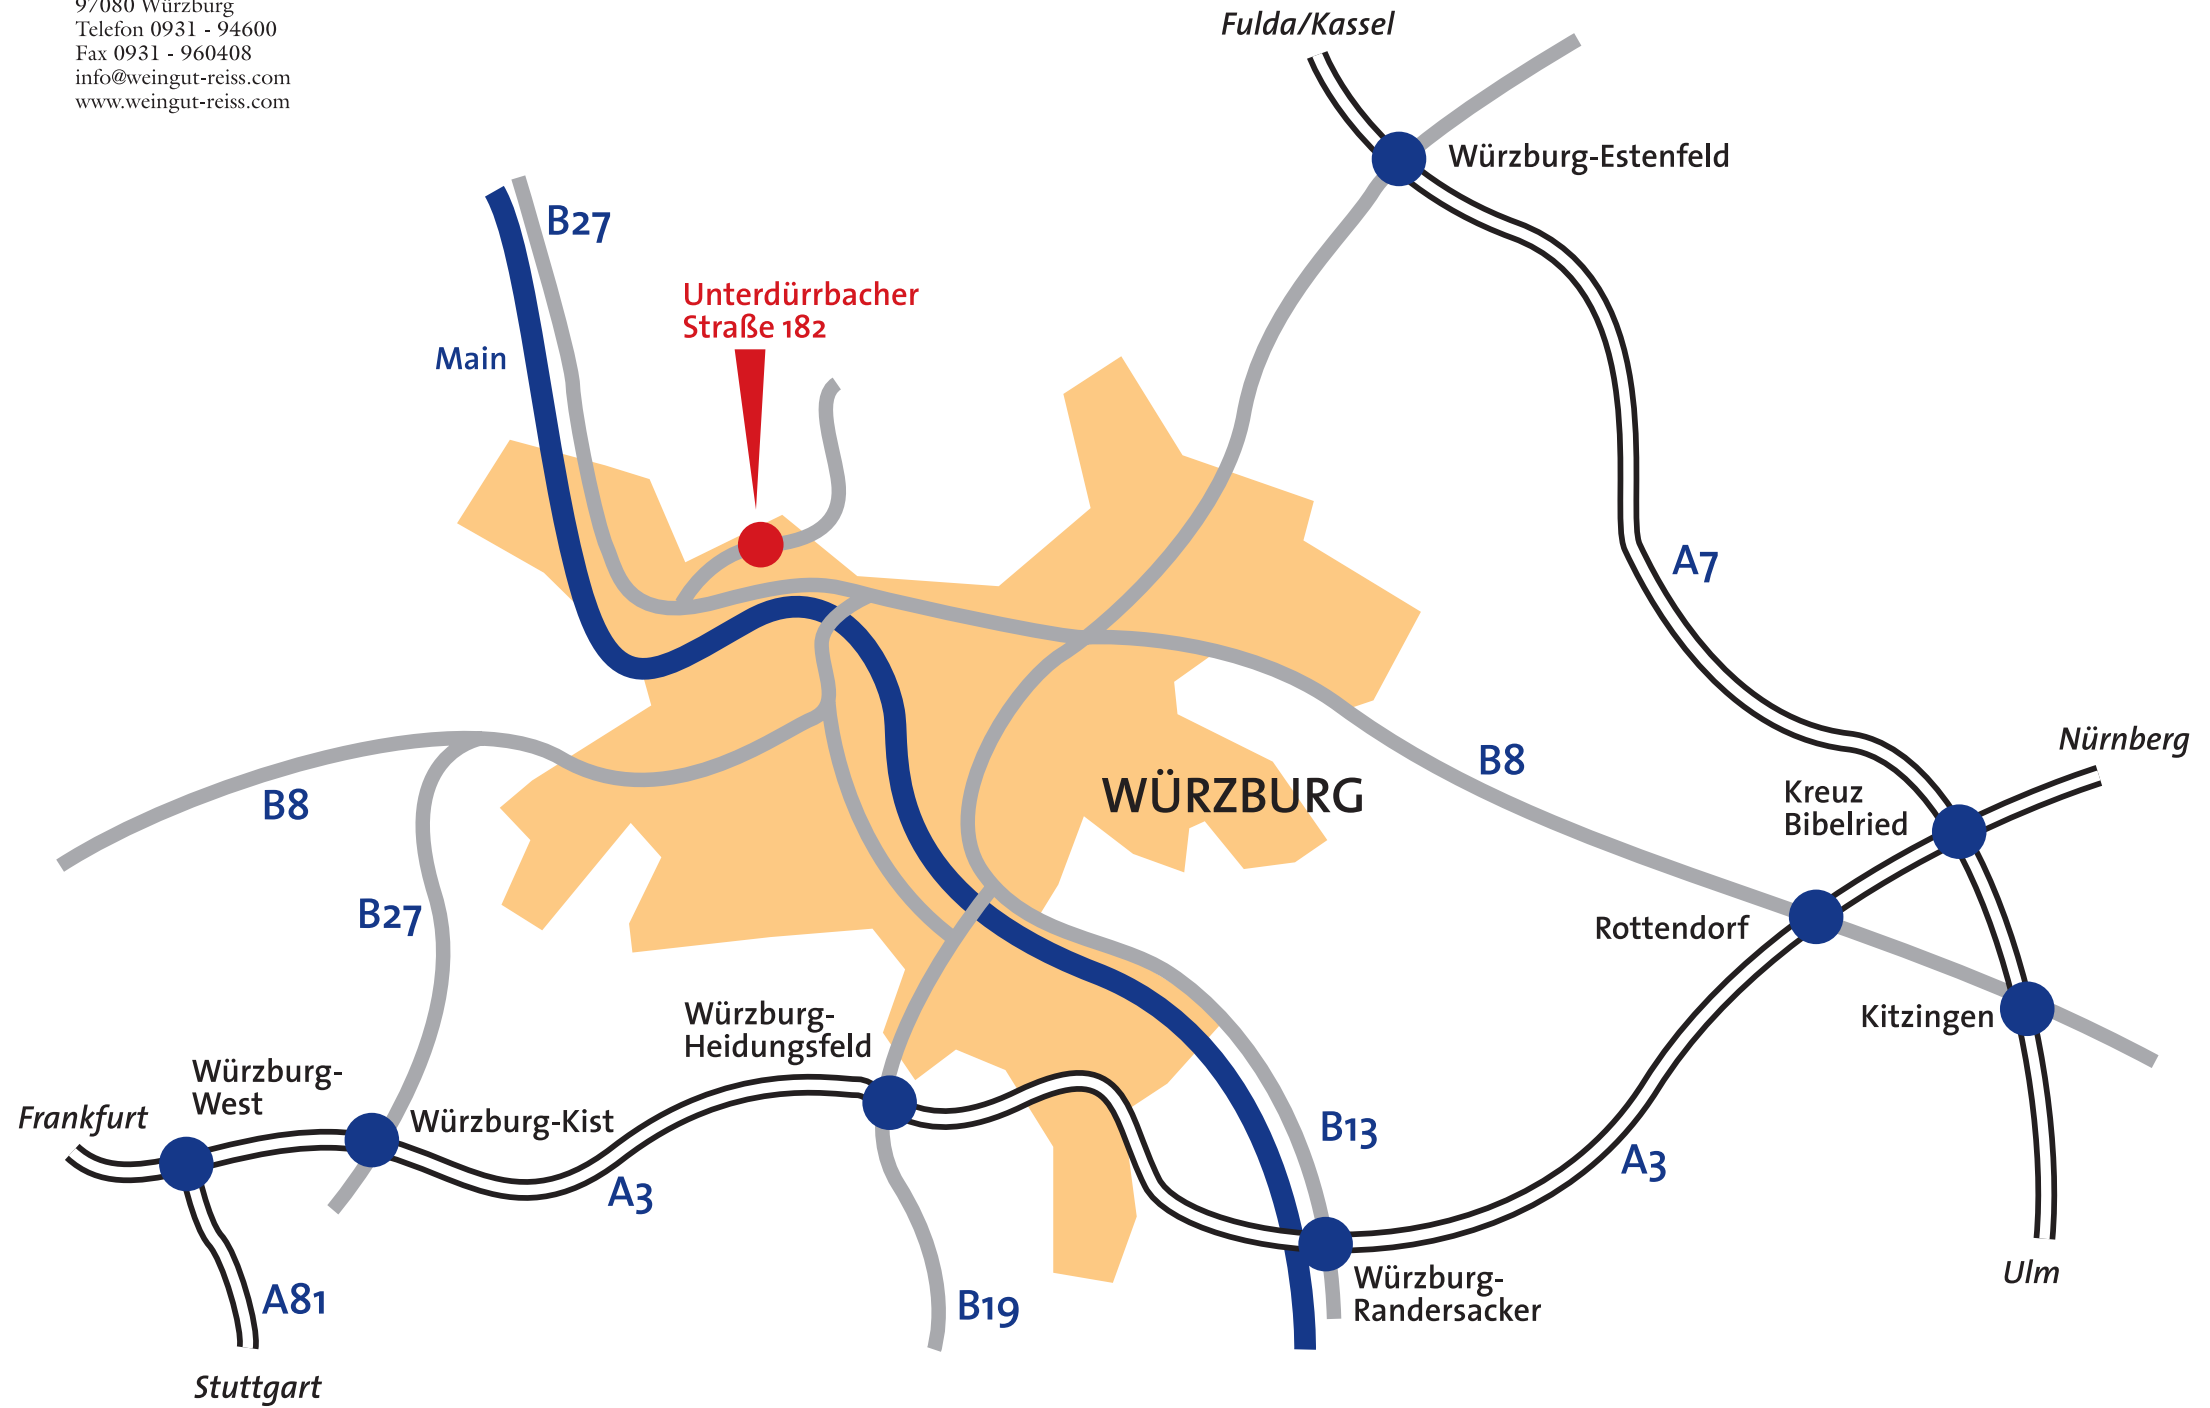 97080 Würzburg
Telefon 0931 - 94600
Fax 0931 - 960408
info@weingut-reiss.com
www.weingut-reiss.com
Fulda/Kassel
Würzburg-Estenfeld
B27
Unterdürrbacher
Straße 182
Main
A7
Nürnberg
B8
WÜRZBURG
Kreuz
Bibelried
B8
B27
Rottendorf
Kitzingen
Würzburg-
Heidungsfeld
Würzburg-
West
Frankfurt
Würzburg-Kist
B13
A3
A3
Ulm
Würzburg-
Randersacker
A81
B19
Stuttgart